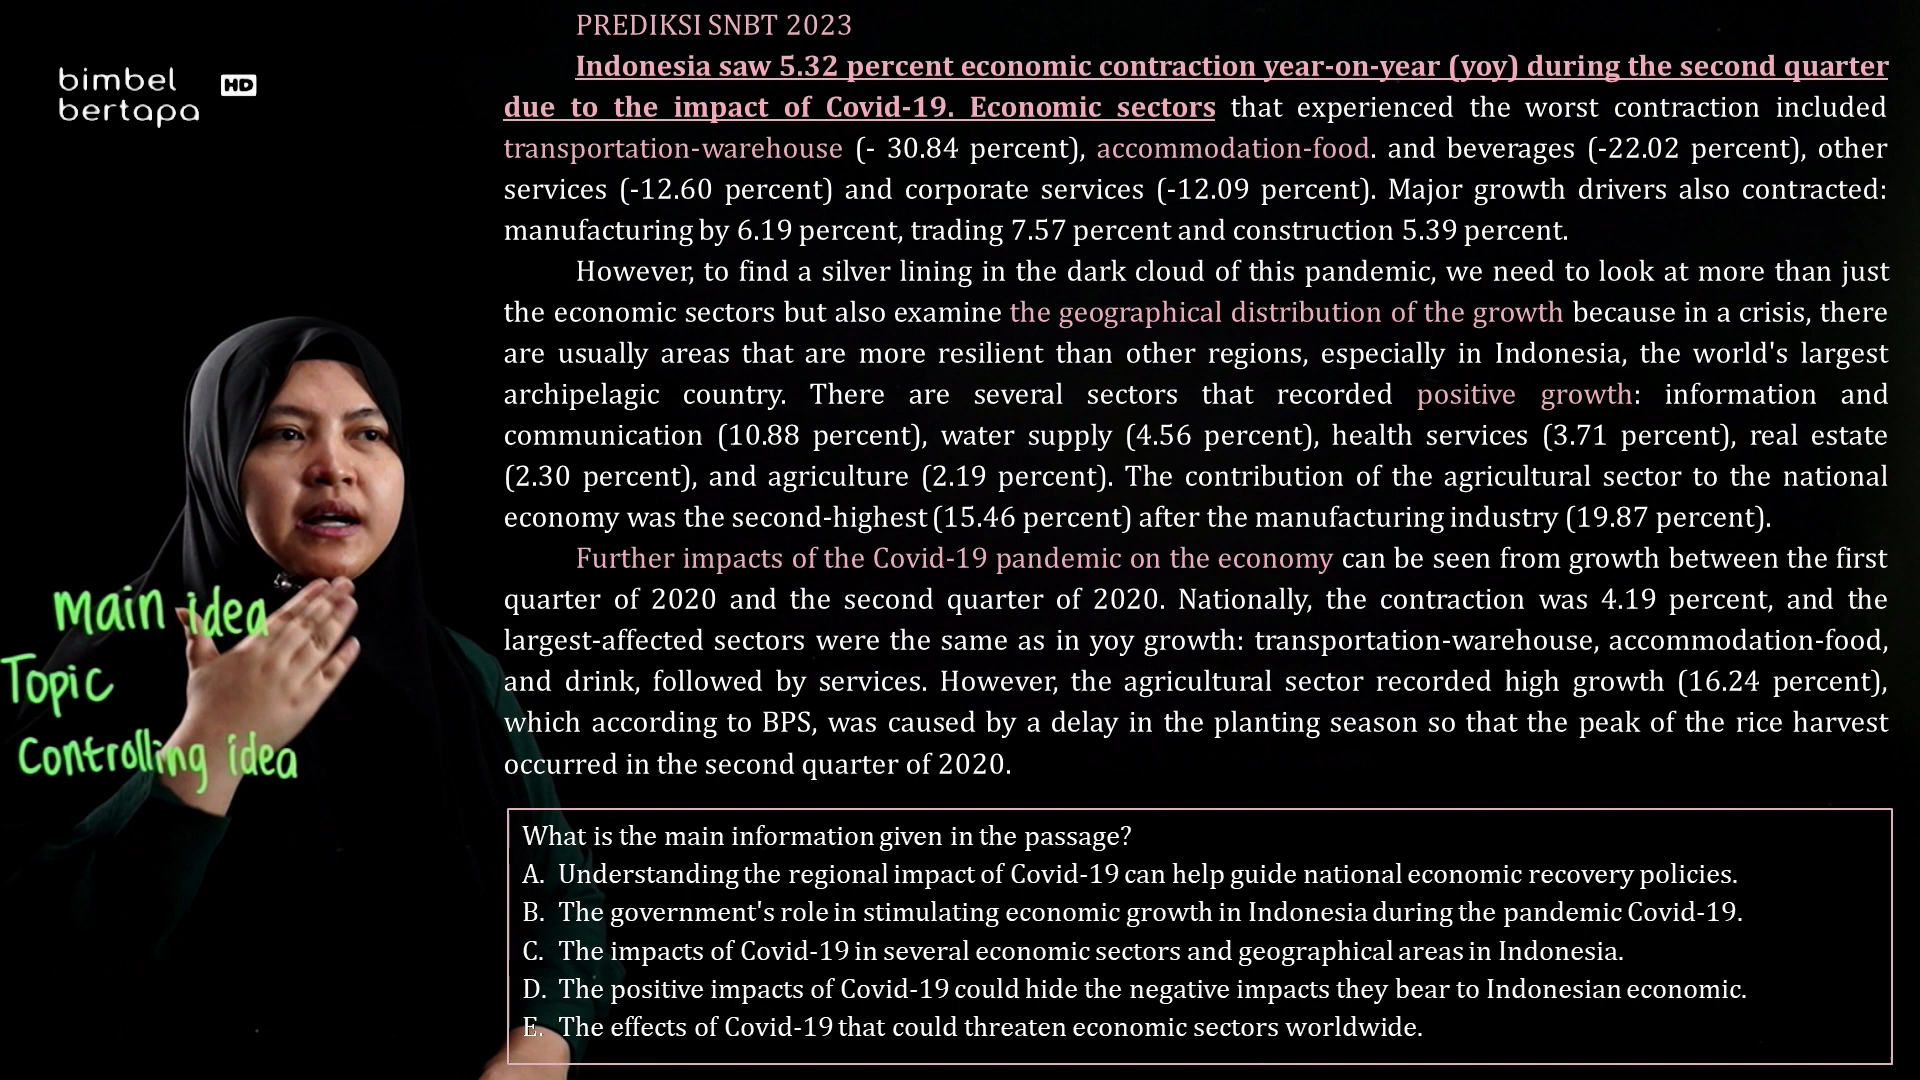 PREDIKSI SNBT 2023
bimbel
bertapa
HD
Indonesia saw 5.32 percent economic contraction year-on-year (yoy) during the second quarter
due to the impact of Covid-19. Economic sectors that experienced the worst contraction included
transportation-warehouse (- 30.84 percent), accommodation-food. and beverages (-22.02 percent), other
services (-12.60 percent) and corporate services (-12.09 percent). Major growth drivers also contracted:
manufacturing by 6.19 percent, trading 7.57 percent and construction 5.39 percent.
However, to find a silver lining in the dark cloud of this pandemic, we need to look at more than just
the economic sectors but also examine the geographical distribution of the growth because in a crisis, there
are usually areas that are more resilient than other regions, especially in Indonesia, the world's largest
archipelagic country. There are several sectors that recorded positive growth: information and
communication (10.88 percent), water supply (4.56 percent), health services (3.71 percent), real estate
(2.30 percent), and agriculture (2.19 percent). The contribution of the agricultural sector to the national
economy was the second-highest (15.46 percent) after the manufacturing industry (19.87 percent).
Further impacts of the Covid-19 pandemic on the economy can be seen from growth between the first
quarter of 2020 and the second quarter of 2020. Nationally, the contraction was 4.19 percent, and the
largest-affected sectors were the same as in yoy growth: transportation-warehouse, accommodation-food,
and drink, followed by services. However, the agricultural sector recorded high growth (16.24 percent),
which according to BPS, was caused by a delay in the planting season so that the peak of the rice harvest
occurred in the second quarter of 2020.
Main idea
Topic
Controlling idea
What is the main information given in the passage?
A. Understanding the regional impact of Covid-19 can help guide national economic recovery policies.
B. The government's role in stimulating economic growth in Indonesia during the pandemic Covid-19.
C. The impacts of Covid-19 in several economic sectors and geographical areas in Indonesia.
D. The positive impacts of Covid-19 could hide the negative impacts they bear to Indonesian economic.
E. The effects of Covid-19 that could threaten economic sectors worldwide.